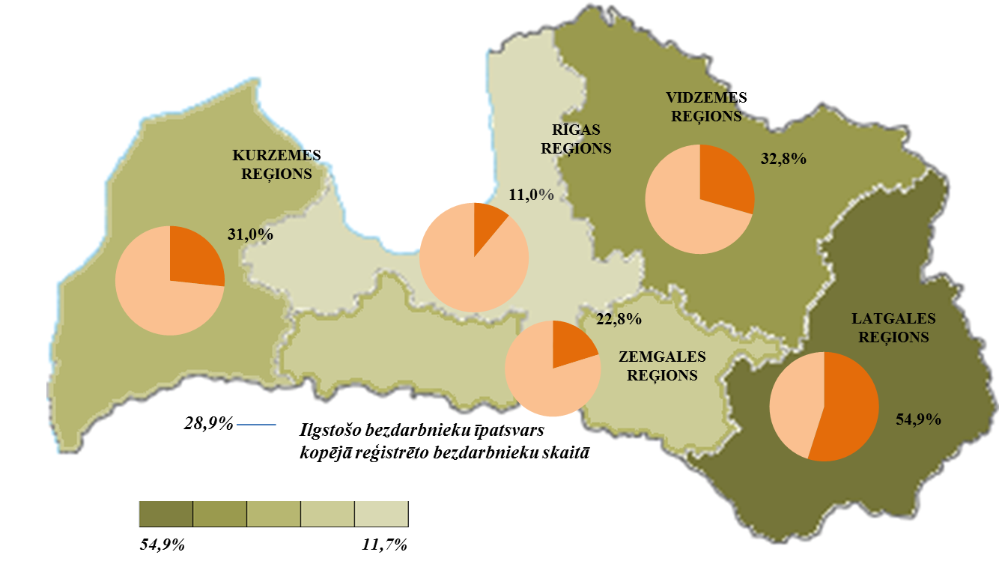 VIDZEMES
REĢIONS
32,8%
RĪGAS
REĢIONS
11,0%
KURZEMES
REĢIONS
31,0%
22,8%
ZEMGALES
REĢIONS
LATGALES
REĢIONS
54,9%
28,9%
Ilgstošo bezdarbnieku īpatsvars
kopējā reģistrēto bezdarbnieku skaitā
54,9%
11,7%